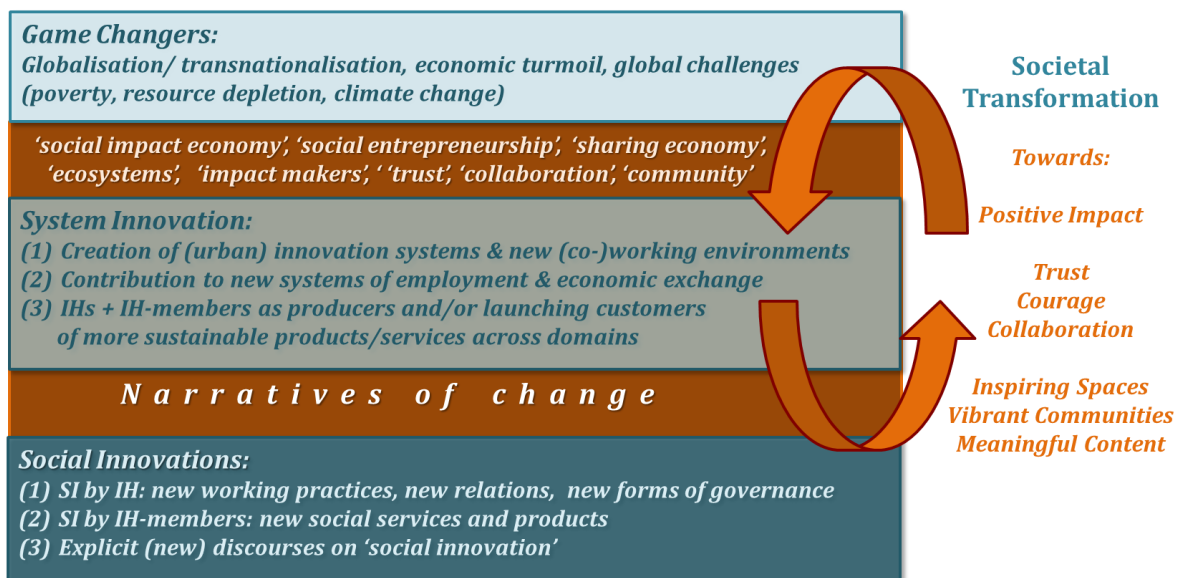 Game Changers:
Globalisation/ transnationalisation, economic turmoil, global challenges
(poverty, resource depletion, climate change)
‘social impact economy’, ‘social entrepreneurship’, ‘sharing economy’,
‘ecosystems’, ‘impact makers’, ‘ ‘trust’, ‘collaboration’, ‘community’
System Innovation:
(1) Creation of (urban) innovation systems & new (co-)working environments
(2) Contribution to new systems of employment & economic exchange
(3) IHs + IH-members as producers and/or launching customers
of more sustainable products/services across domains
Narratives of change
Social Innovations:
(1) SI by IH: new working practices, new relations, new forms of governance
(2) SI by IH-members: new social services and products
(3) Explicit (new) discourses on ‘social innovation’
Societal
Transformation
Towards:
Positive Impact
Trust
Courage
Collaboration
Inspiring Spaces
Vibrant Communities
Meaningful Content